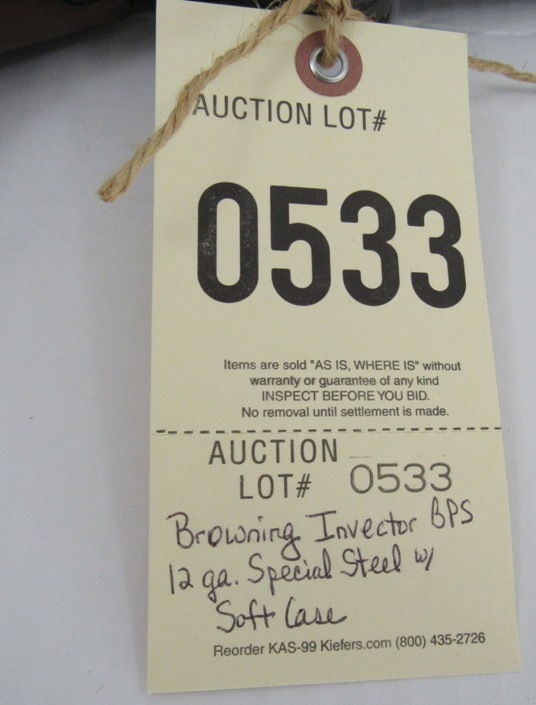 AUCTION LOT#
0533
Items are sold "AS IS, WHERE IS" without
warranty or guarantee of any kind
INSPECT BEFORE YOU BID.
No removal until settlement is made.
AUCTION
LOT# 0533
Browning Invector BPS
12 ga. Special Steel w/
Soft Case
Reorder KAS-99 Kiefers.com (800) 435-2726